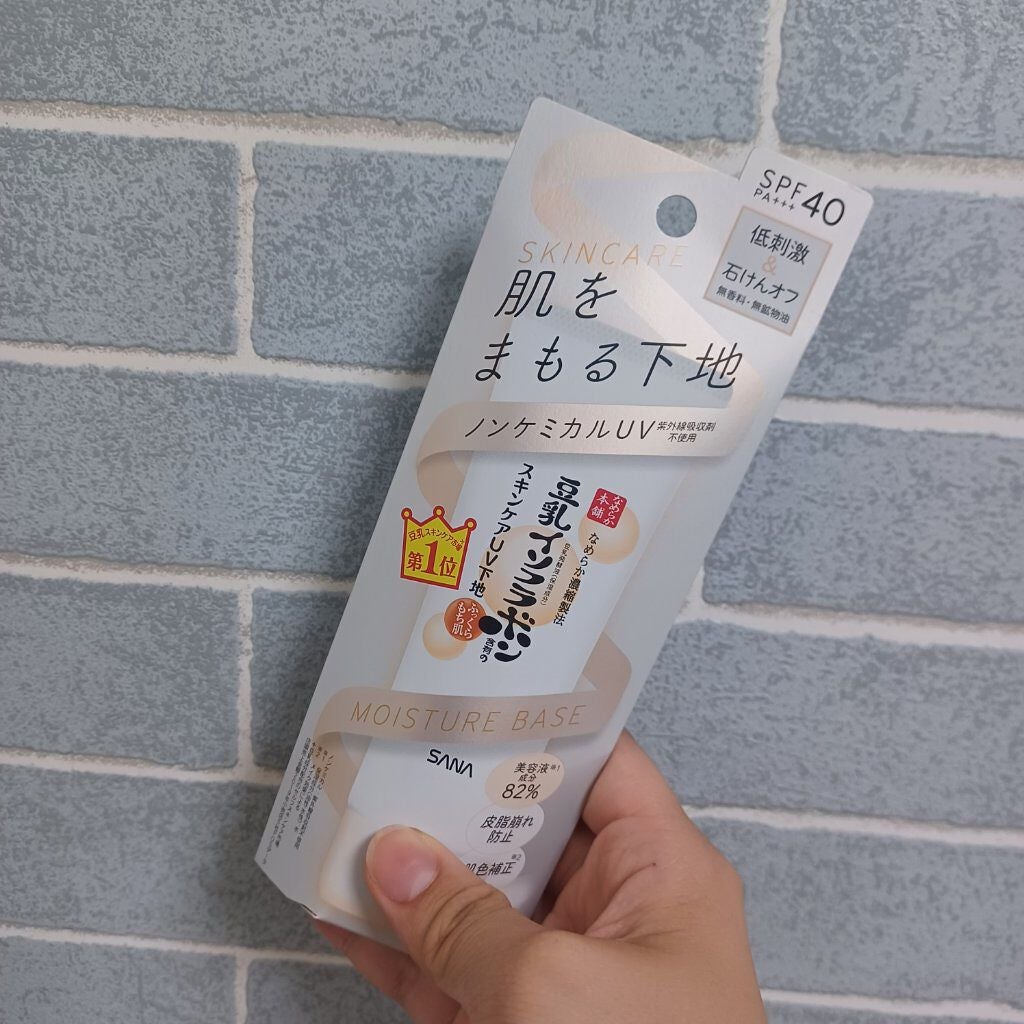 SPF40
PA+++
低刺激
&
石けんオフ
無香料・無鉱物油
SKINCARE
肌を
まもる下地
ノンケミカルUV
紫外線吸収剤
不使用
なめらか
本舗
なめらか濃縮製法
豆乳イソフラボン
含有の
スキンケアUV下地
豆乳スキンケア市場
第1位
ふっくら
もち肌
MOISTURE BASE
SANA
美容液※1
成分
82%
皮脂崩れ
防止
色補正※2